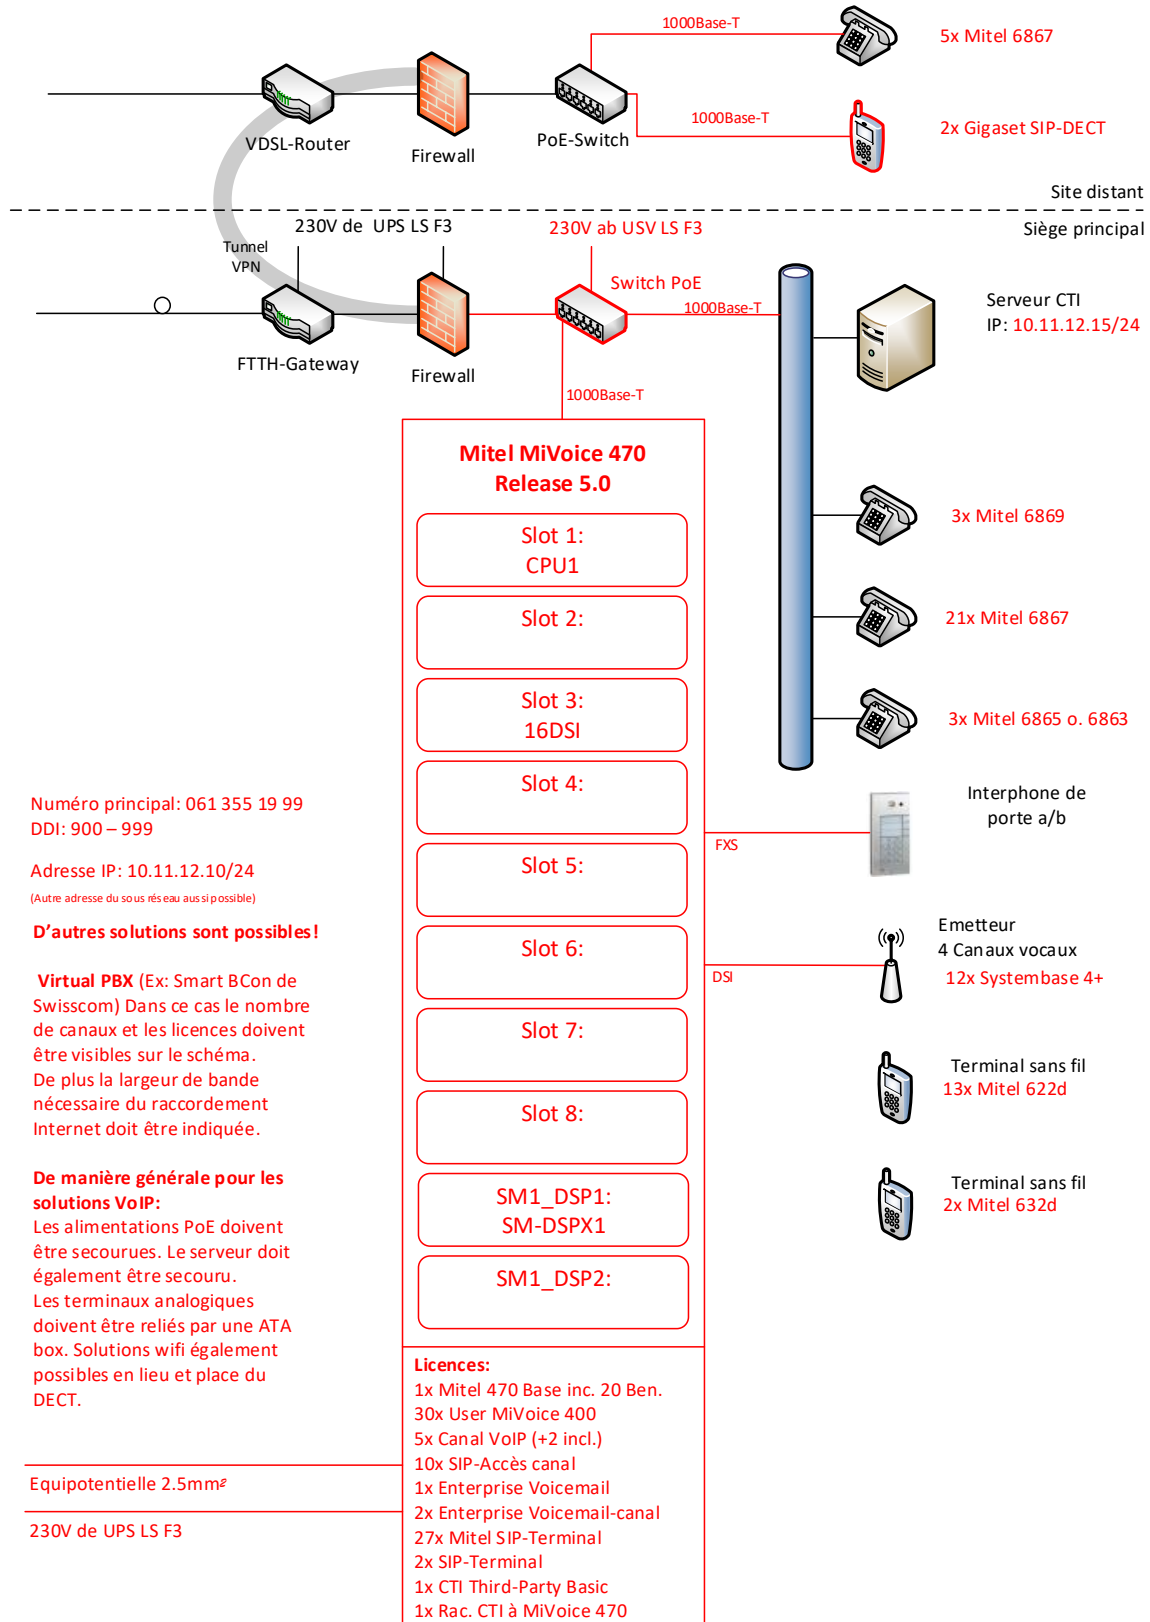 1000Base-T
5x Mitel 6867
1000Base-T
2x Gigaset SIP-DECT
VDSL-Router
Firewall
PoE-Switch
Site distant
Siège principal
230V de UPS LS F3
230V ab USV LS F3
Tunnel
VPN
Switch PoE
1000Base-T
Serveur CTI
IP: 10.11.12.15/24
FTTH-Gateway
Firewall
1000Base-T
Mitel MiVoice 470
Release 5.0
Slot 1:
CPU1
3x Mitel 6869
Slot 2:
21x Mitel 6867
Slot 3:
16DSI
3x Mitel 6865 o. 6863
Slot 4:
Interphone de
porte a/b
FXS
Numéro principal: 061 355 19 99
DDI: 900 – 999
Adresse IP: 10.11.12.10/24
(Autre adresse du sous réseau aussi possible)
Slot 5:
D'autres solutions sont possibles!
Slot 6:
Emetteur
4 Canaux vocaux
12x Systembase 4+
DSI
Virtual PBX (Ex: Smart BCon de
Swisscom) Dans ce cas le nombre
de canaux et les licences doivent
être visibles sur le schéma.
De plus la largeur de bande
nécessaire du raccordement
Internet doit être indiquée.
Slot 7:
Terminal sans fil
13x Mitel 622d
Slot 8:
De manière générale pour les
solutions VoIP:
Les alimentations PoE doivent
être secourues. Le serveur doit
également être secouru.
Les terminaux analogiques
doivent être reliés par une ATA
box. Solutions wifi également
possibles en lieu et place du
DECT.
SM1_DSP1:
SM-DSPX1
Terminal sans fil
2x Mitel 632d
SM1_DSP2:
Licences:
1x Mitel 470 Base inc. 20 Ben.
30x User MiVoice 400
5x Canal VoIP (+2 incl.)
10x SIP-Accès canal
1x Enterprise Voicemail
2x Enterprise Voicemail-canal
27x Mitel SIP-Terminal
2x SIP-Terminal
1x CTI Third-Party Basic
1x Rac. CTI à MiVoice 470
Equipotentielle 2.5mm²
230V de UPS LS F3